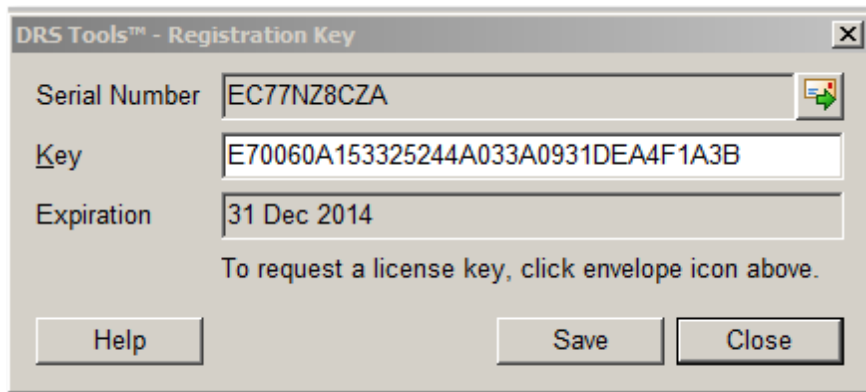 DRS Tools™ - Registration Key
Serial Number EC77NZ8CZA
Key E70060A153325244A033A0931DEA4F1A3B
Expiration 31 Dec 2014
To request a license key, click envelope icon above.
Help Save Close